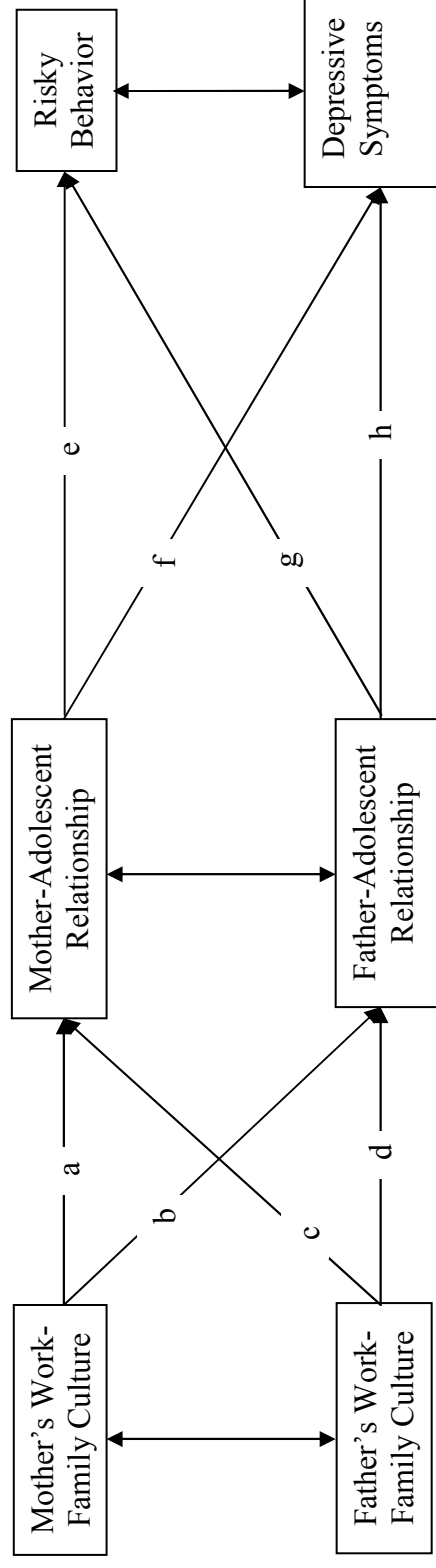 Mother's Work-
Family Culture
Father's Work-
Family Culture
a
b
c
d
Mother-Adolescent
Relationship
Father-Adolescent
Relationship
e
f
g
h
Risky
Behavior
Depressive
Symptoms